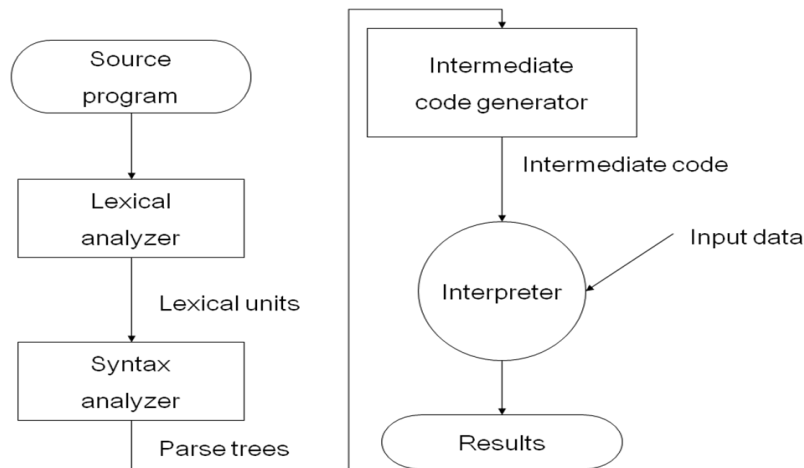 Source
program
Lexical
analyzer
Lexical units
Syntax
analyzer
Parse trees
Intermediate
code generator
Intermediate code
Input data
Interpreter
Results